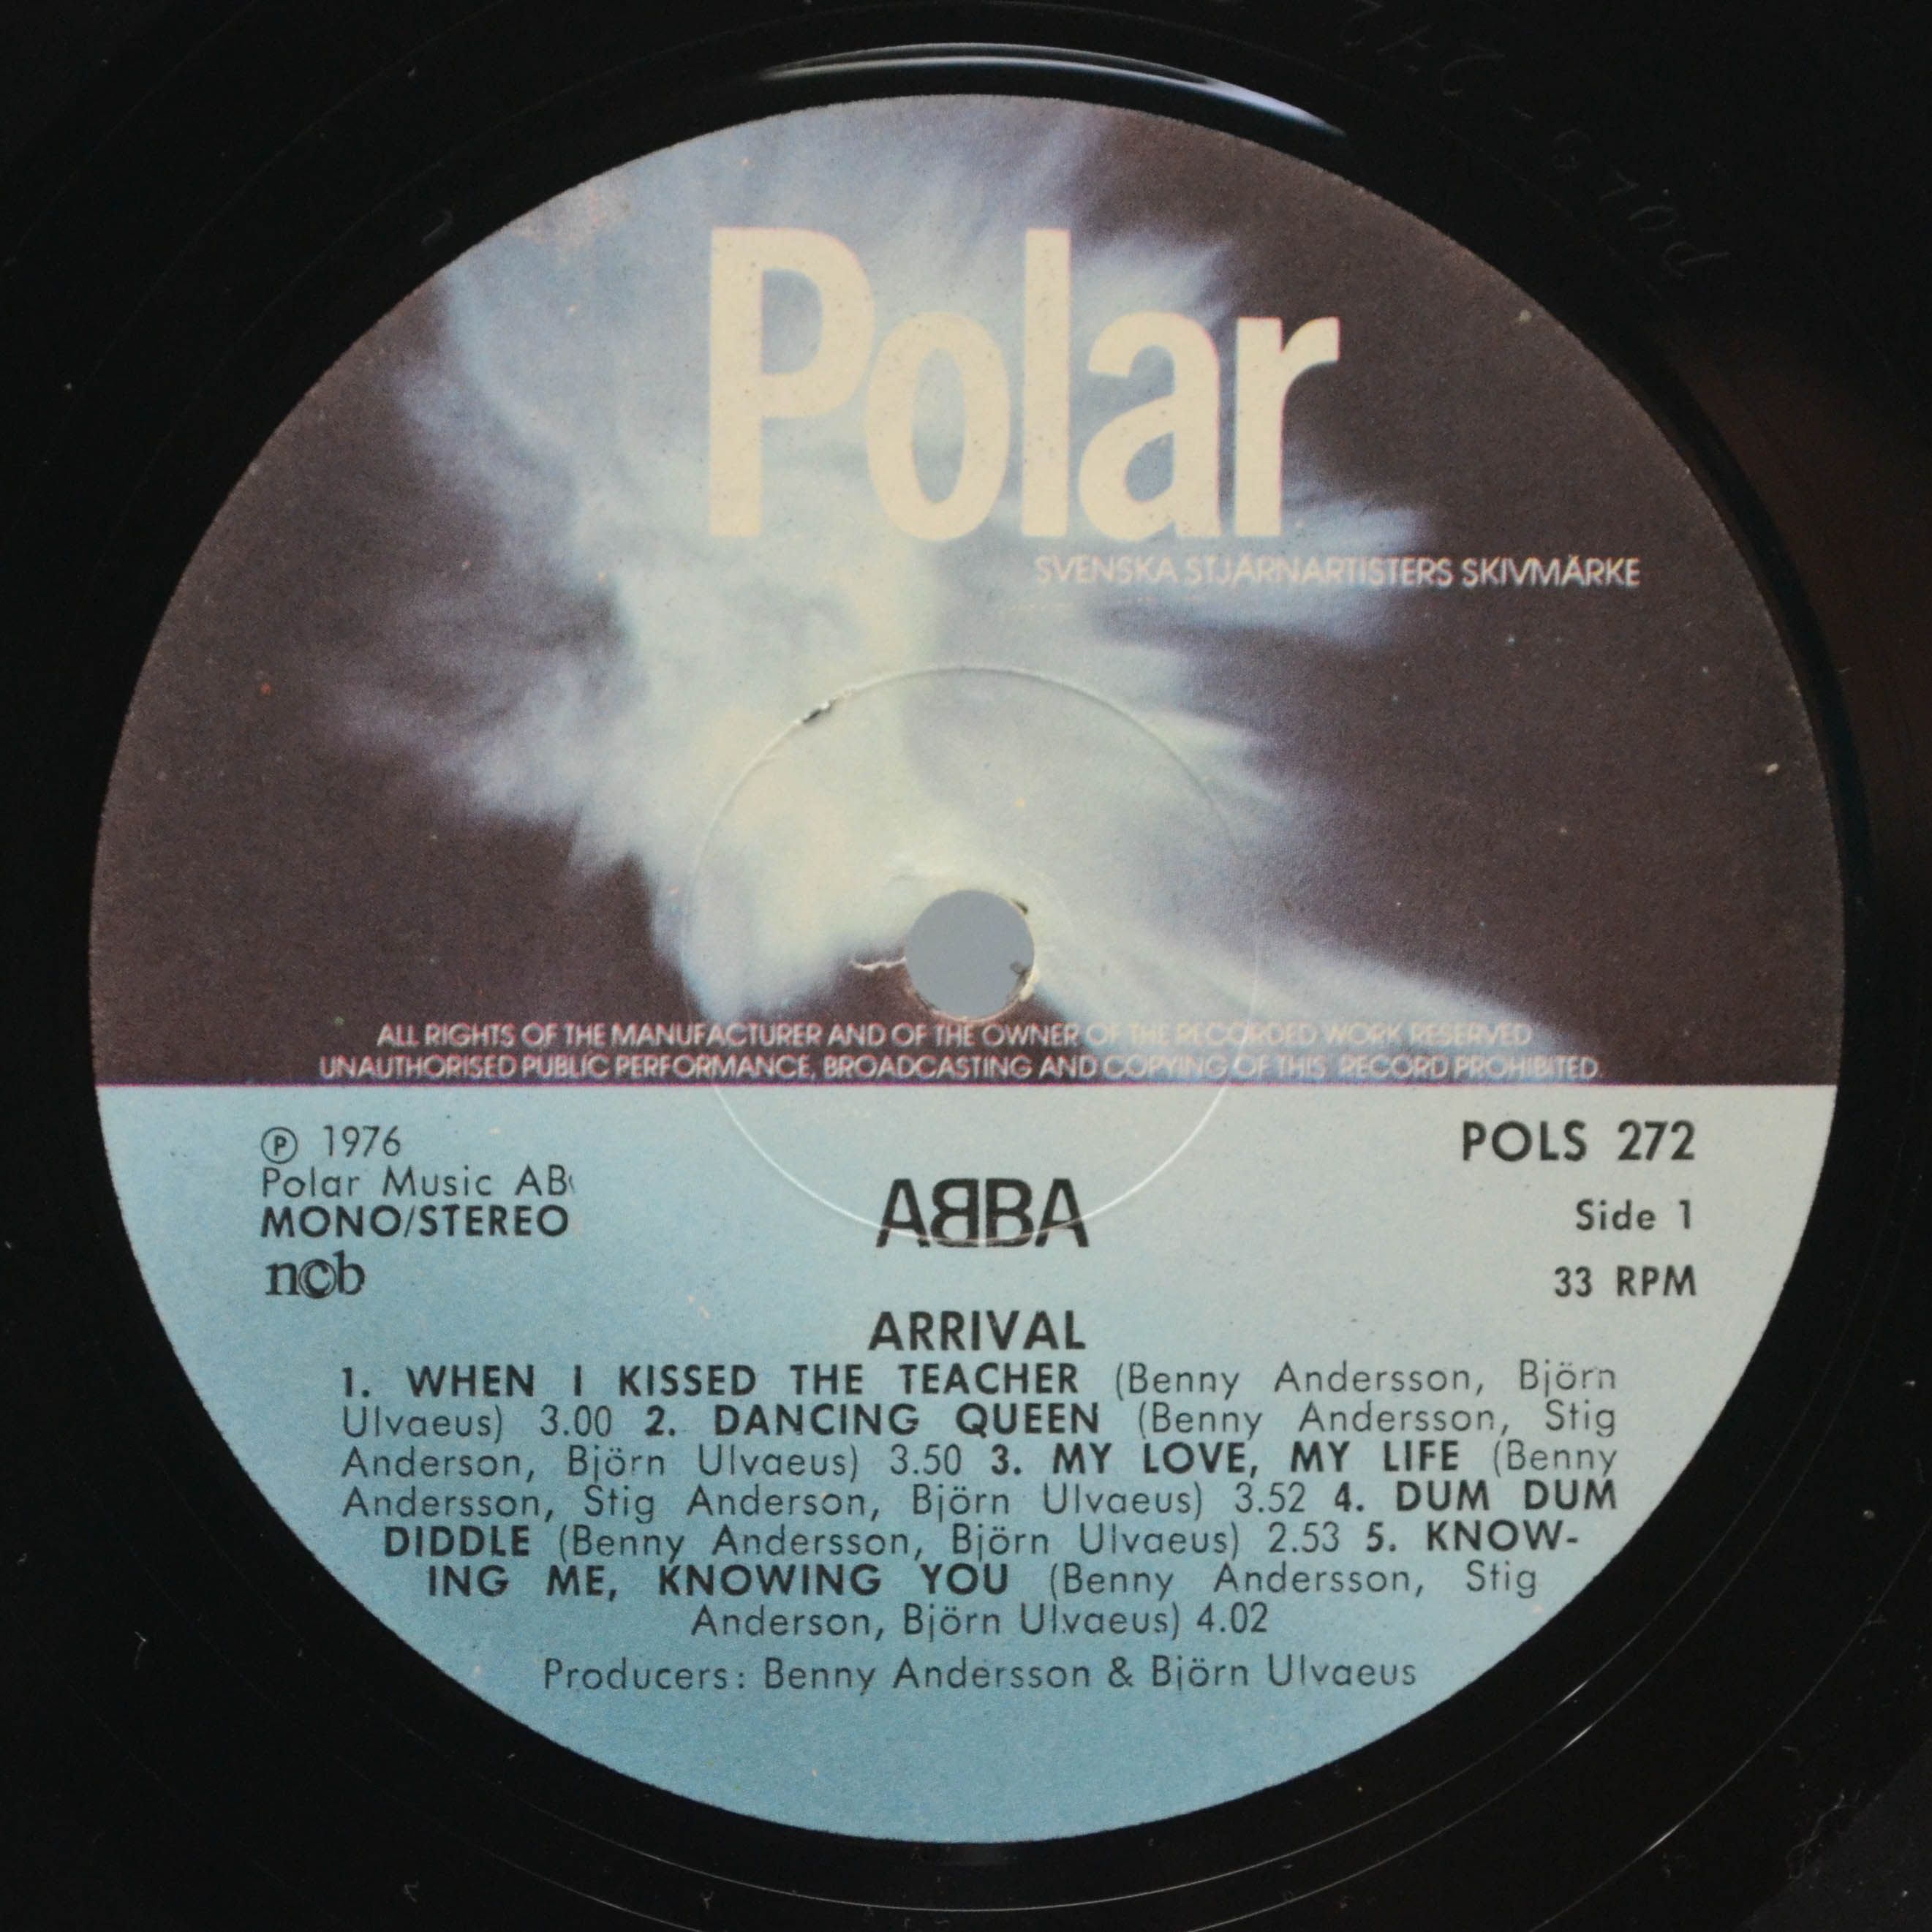 Polar
SVENSKA STJÄRNARTISTERS SKIVMÄRKE
ALL RIGHTS OF THE MANUFACTURER AND OF THE OWNER OF THE RECORDED WORK RESERVED
UNAUTHORISED PUBLIC PERFORMANCE, BROADCASTING AND COPYING OF THIS RECORD PROHIBITED.
Ⓟ 1976
Polar Music AB
MONO/STEREO
ncb
ABBA
POLS 272
Side 1
33 RPM
ARRIVAL
1. WHEN I KISSED THE TEACHER (Benny Andersson, Björn
Ulvaeus) 3.00 2. DANCING QUEEN (Benny Andersson, Stig
Anderson, Björn Ulvaeus) 3.50 3. MY LOVE, MY LIFE (Benny
Andersson, Stig Anderson, Björn Ulvaeus) 3.52 4. DUM DUM
DIDDLE (Benny Andersson, Björn Ulvaeus) 2.53 5. KNOW-
ING ME, KNOWING YOU (Benny Andersson, Stig
Anderson, Björn Ulvaeus) 4.02
Producers: Benny Andersson & Björn Ulvaeus
POLS-272